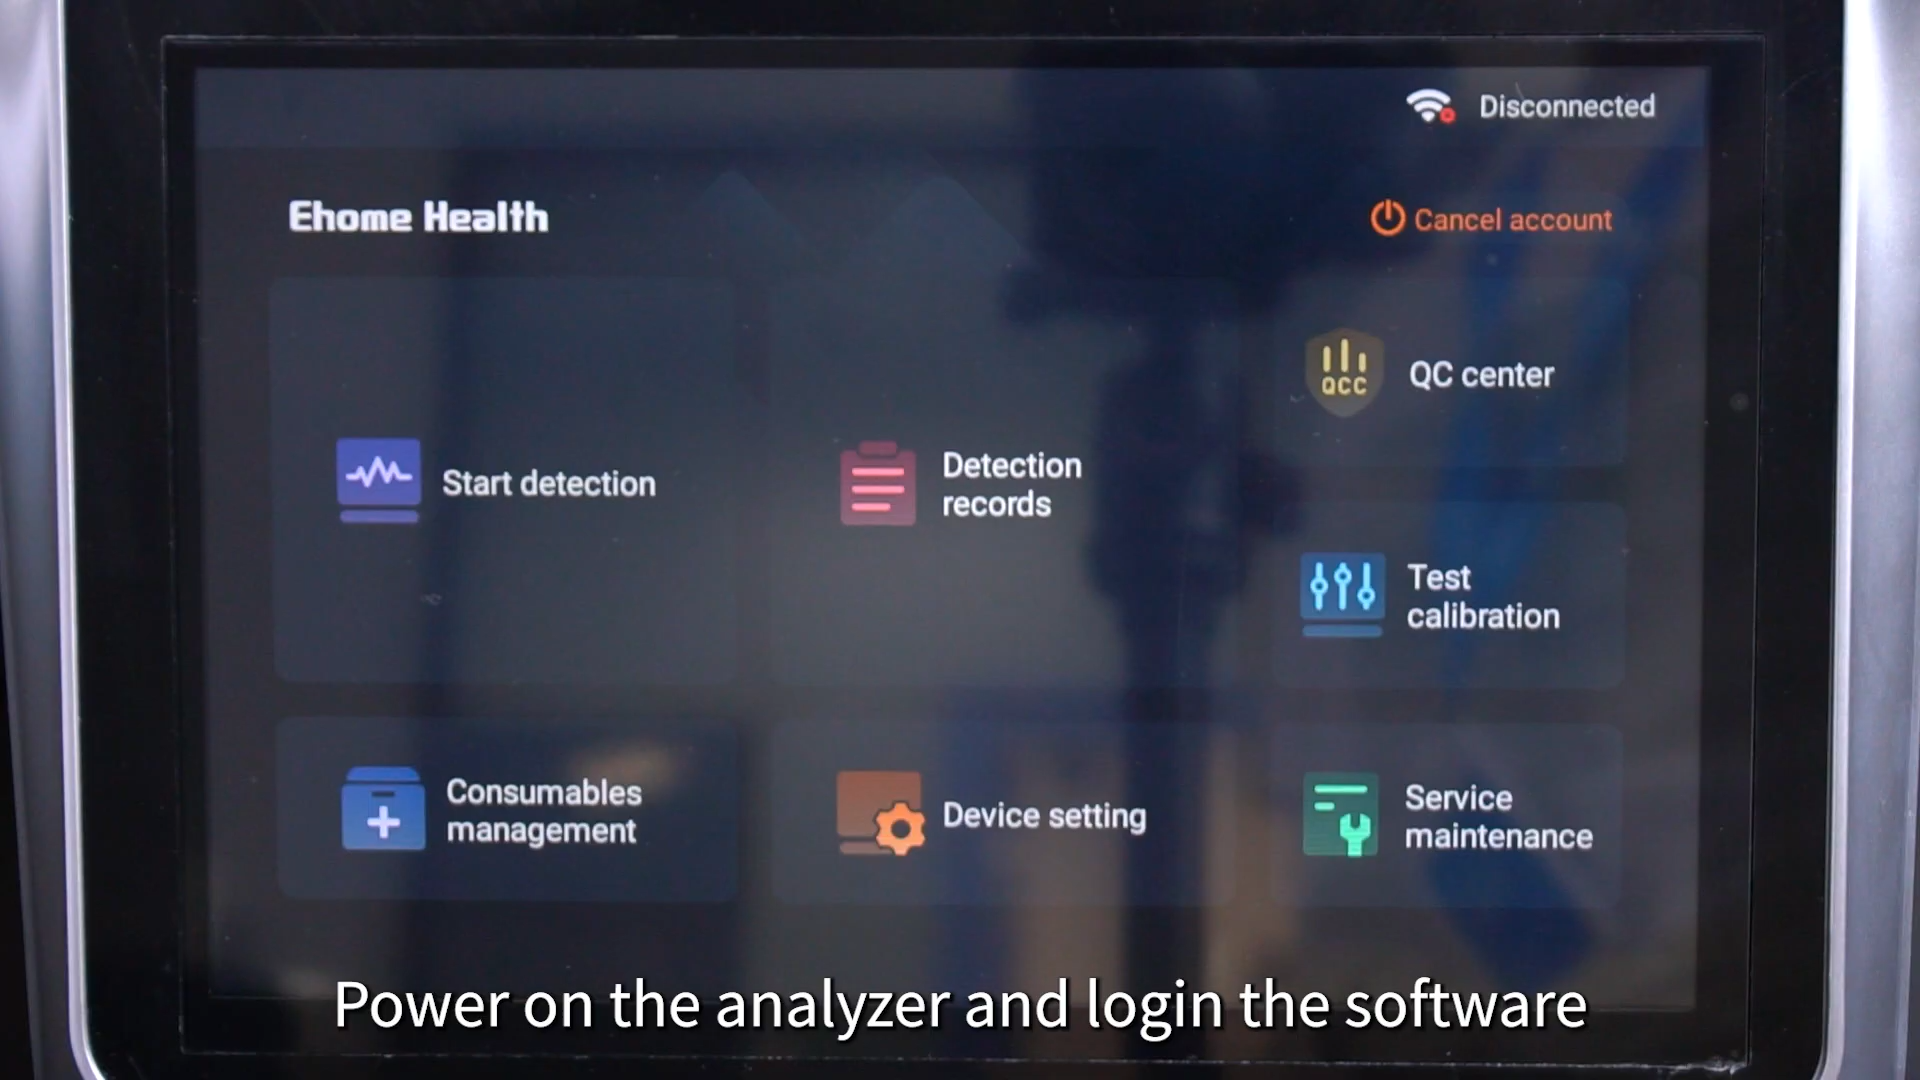 Disconnected
Ehome Health
Cancel account
QCC
QC center
Start detection
Detection
records
Test
calibration
Consumables
management
Device setting
Service
maintenance
Power on the analyzer and login the software